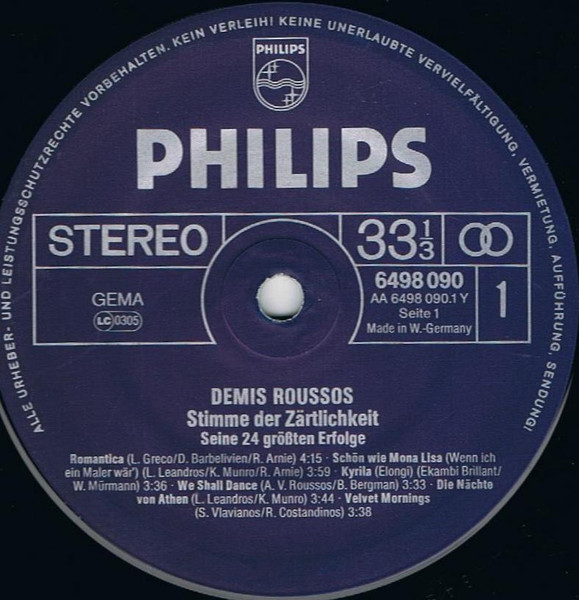 ALLE URHEBER- UND LEISTUNGSSCHUTZRECHTE VORBEHALTEN. KEIN VERLEIH! KEINE UNERLAUBTE VERVIELFÄLTIGUNG, VERMIETUNG, AUFFÜHRUNG, SENDUNG!
PHILIPS
PHILIPS
STEREO
33 1/3
6498 090
AA 6498 090.1 Y
Seite 1
Made in W.-Germany
1
GEMA
LC 0305
DEMIS ROUSSOS
Stimme der Zärtlichkeit
Seine 24 größten Erfolge
Romantica (L. Greco/D. Barbelivien/R. Arnie) 4:15 · Schön wie Mona Lisa (Wenn ich
ein Maler wär') (L. Leandros/K. Munro/R. Arnie) 3:59 · Kyrila (Elongi) (Ekambi Brillant/
W. Mürmann) 3:36 · We Shall Dance (A. V. Roussos/B. Bergman) 3:33 · Die Nächte
von Athen (L. Leandros/K. Munro) 3:44 · Velvet Mornings
(S. Vlavianos/R. Costandinos) 3:38